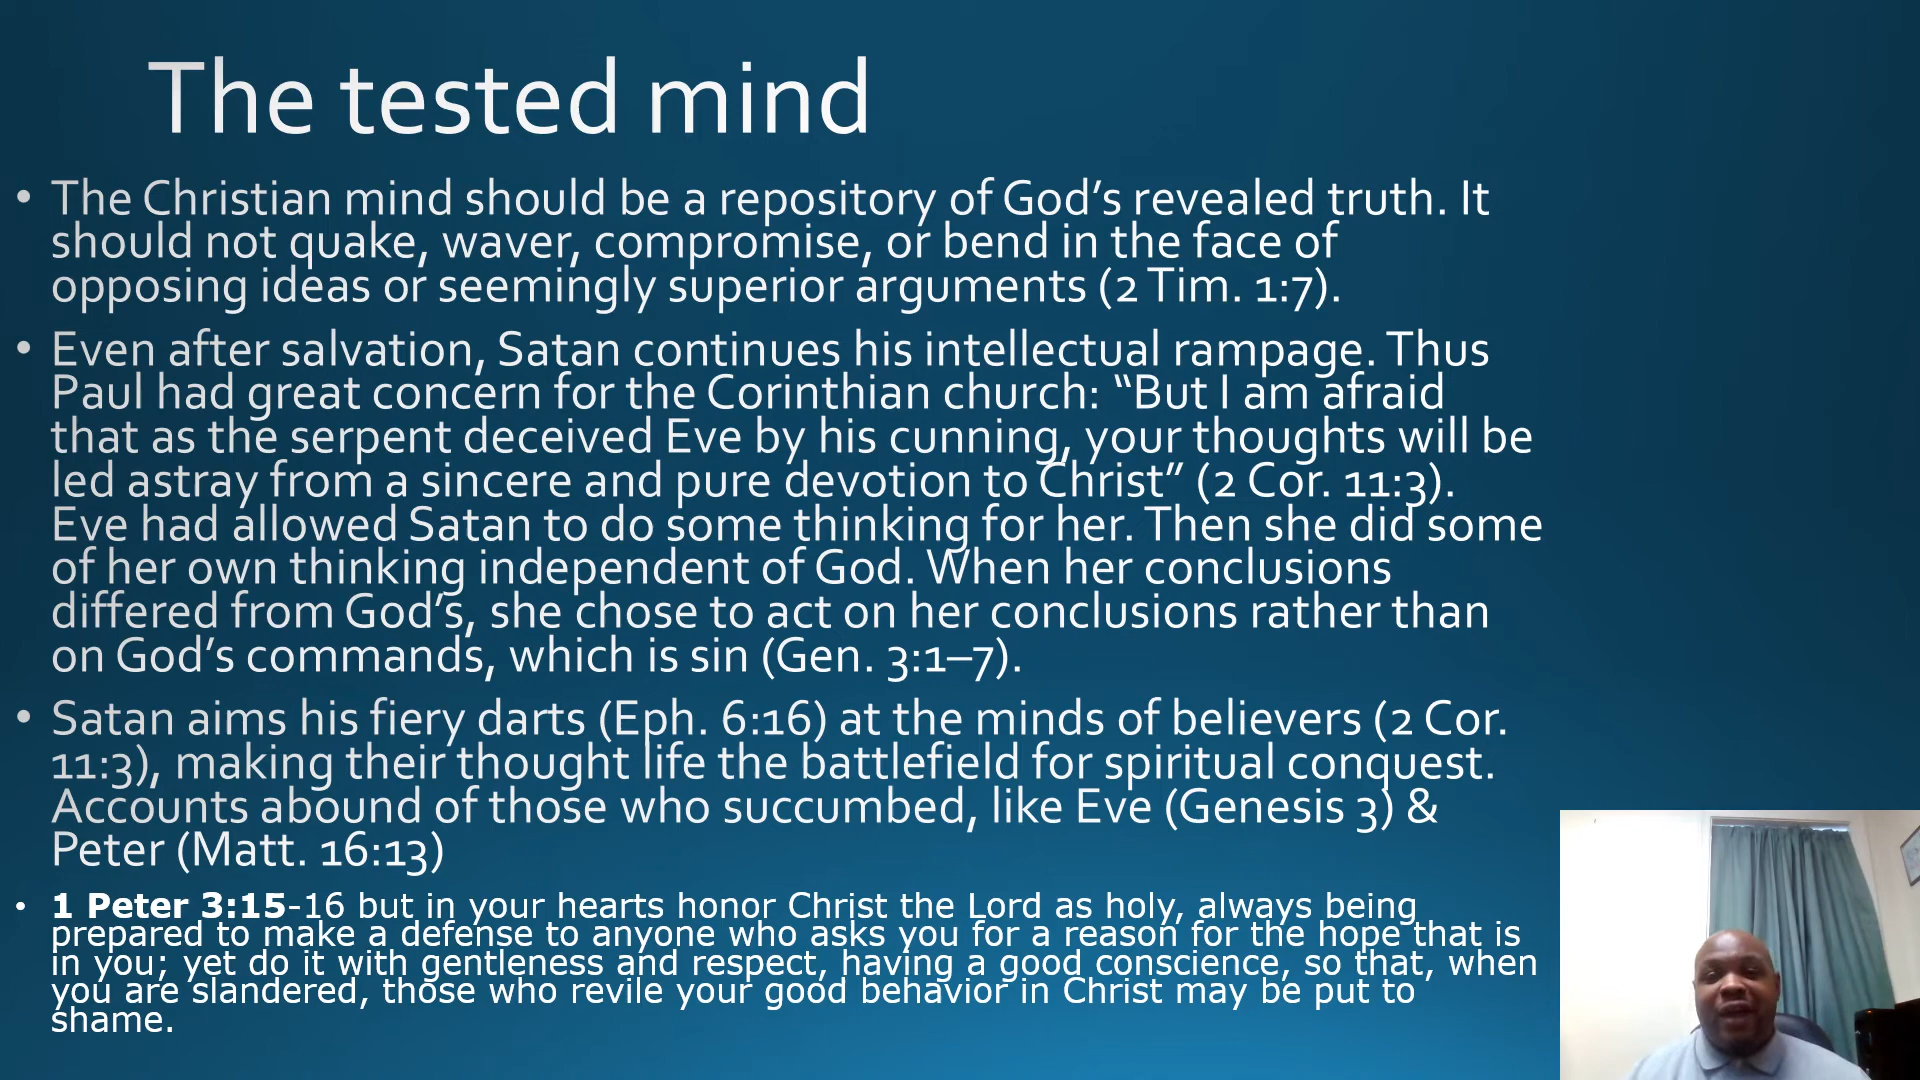 The tested mind
• The Christian mind should be a repository of God’s revealed truth. It
should not quake, waver, compromise, or bend in the face of
opposing ideas or seemingly superior arguments (2 Tim. 1:7).
• Even after salvation, Satan continues his intellectual rampage. Thus
Paul had great concern for the Corinthian church: “But I am afraid
that as the serpent deceived Eve by his cunning, your thoughts will be
led astray from a sincere and pure devotion to Christ” (2 Cor. 11:3).
Eve had allowed Satan to do some thinking for her. Then she did some
of her own thinking independent of God. When her conclusions
differed from God’s, she chose to act on her conclusions rather than
on God’s commands, which is sin (Gen. 3:1–7).
• Satan aims his fiery darts (Eph. 6:16) at the minds of believers (2 Cor.
11:3), making their thought life the battlefield for spiritual conquest.
Accounts abound of those who succumbed, like Eve (Genesis 3) &
Peter (Matt. 16:13)
• 1 Peter 3:15-16 but in your hearts honor Christ the Lord as holy, always being
prepared to make a defense to anyone who asks you for a reason for the hope that is
in you; yet do it with gentleness and respect, having a good conscience, so that, when
you are slandered, those who revile your good behavior in Christ may be put to
shame.